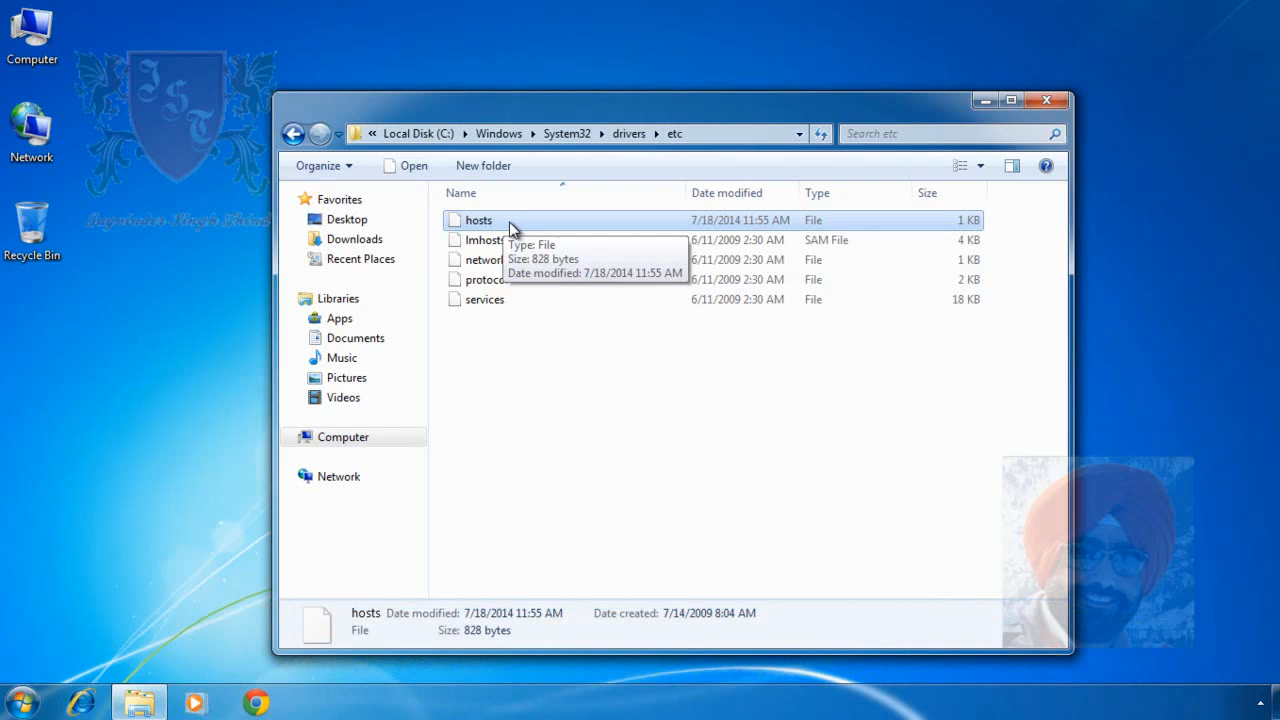 Computer
Network
Recycle Bin
IST
« Local Disk (C:) Windows System32 drivers etc
Search etc
Organize Open New folder
Name Date modified Type Size
Favorites
Desktop
Downloads
Recent Places
Libraries
Apps
Documents
Music
Pictures
Videos
Computer
Network
hosts 7/18/2014 11:55 AM File 1 KB
lmhosts 6/11/2009 2:30 AM SAM File 4 KB
6/11/2009 2:30 AM File 1 KB
6/11/2009 2:30 AM File 2 KB
services 6/11/2009 2:30 AM File 18 KB
Type: File
Size: 828 bytes
Date modified: 7/18/2014 11:55 AM
hosts Date modified: 7/18/2014 11:55 AM Date created: 7/14/2009 8:04 AM
File Size: 828 bytes